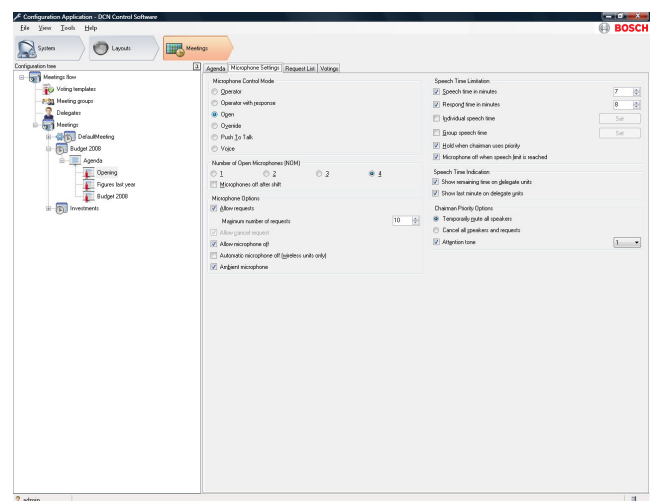 Configuration Application - DCN Control Software
File View Tools Help
BOSCH
System Layouts Meetings
Configuration tree
Meetings flow
Voting templates
Meeting groups
Delegates
Meetings
DefaultMeeting
Budget 2008
Agenda
Opening
Figures last year
Budget 2008
Investments
Agenda Microphone Settings Request List Votings
Microphone Control Mode
Operator
Operator with response
Open
Override
Push To Talk
Voice
Number of Open Microphones (NOM)
1 2 3 4
Microphones off after shift
Microphone Options
Allow requests
Maximum number of requests 10
Allow cancel request
Allow microphone off
Automatic microphone off (wireless units only)
Ambient microphone
Speech Time Limitation
Speech time in minutes 7
Respond time in minutes 8
Individual speech time Set
Group speech time Set
Hold when chairman uses priority
Microphone off when speech limit is reached
Speech Time Indication
Show remaining time on delegate units
Show last minute on delegate units
Chairman Priority Options
Temporarily mute all speakers
Cancel all speakers and requests
Attention tone 1
admin